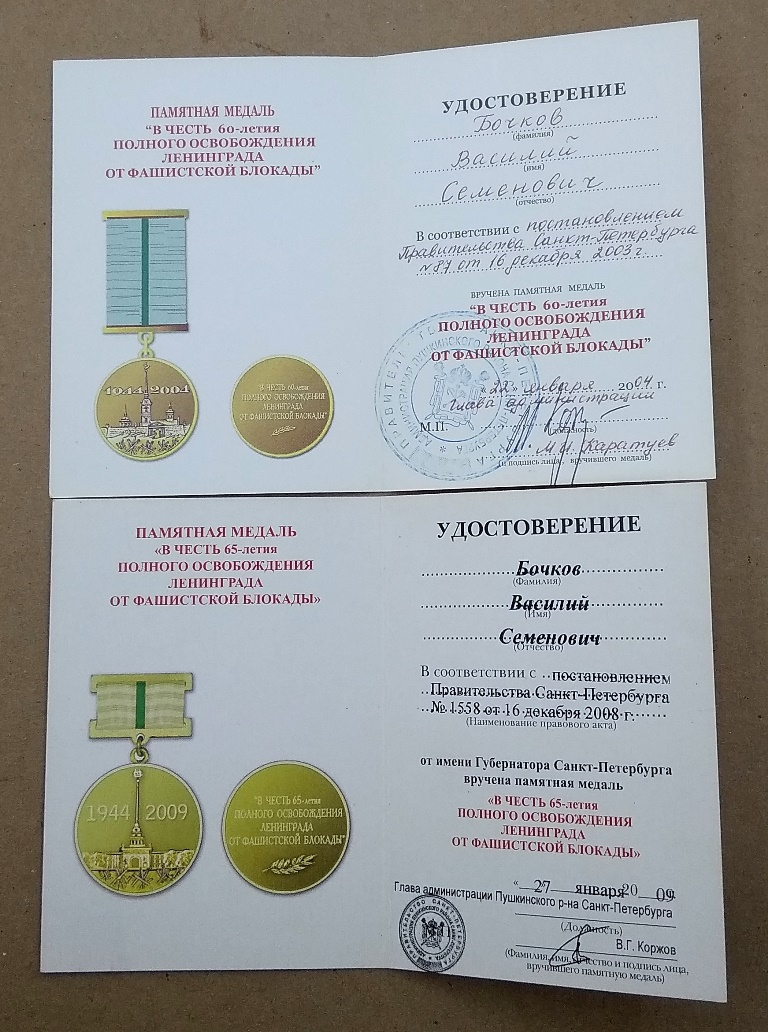 ПАМЯТНАЯ МЕДАЛЬ
"В ЧЕСТЬ 60-летия
ПОЛНОГО ОСВОБОЖДЕНИЯ
ЛЕНИНГРАДА
ОТ ФАШИСТСКОЙ БЛОКАДЫ"
1944 2004
"В ЧЕСТЬ 60-летия
ПОЛНОГО ОСВОБОЖДЕНИЯ
ЛЕНИНГРАДА
ОТ ФАШИСТСКОЙ БЛОКАДЫ"
УДОСТОВЕРЕНИЕ
Бочков
(фамилия)
Василий
(имя)
Семенович
(отчество)
В соответствии с постановлением
Правительства Санкт-Петербурга
№87 от 16 декабря 2003 г.
ВРУЧЕНА ПАМЯТНАЯ МЕДАЛЬ
"В ЧЕСТЬ 60-летия
ПОЛНОГО ОСВОБОЖДЕНИЯ
ЛЕНИНГРАДА
ОТ ФАШИСТСКОЙ БЛОКАДЫ"
"22" января 2004 г.
Глава администрации
М.П.
(должность)
М.И. Каратуев
(и подпись лица, вручившего медаль)
ПАМЯТНАЯ МЕДАЛЬ
«В ЧЕСТЬ 65-летия
ПОЛНОГО ОСВОБОЖДЕНИЯ
ЛЕНИНГРАДА
ОТ ФАШИСТСКОЙ БЛОКАДЫ»
1944 2009
"В ЧЕСТЬ 65-летия
ПОЛНОГО ОСВОБОЖДЕНИЯ
ЛЕНИНГРАДА
ОТ ФАШИСТСКОЙ БЛОКАДЫ"
УДОСТОВЕРЕНИЕ
Бочков
(Фамилия)
Василий
(Имя)
Семенович
(Отчество)
В соответствии с постановлением
Правительства Санкт-Петербурга
№ 1558 от 16 декабря 2008 г.
(Наименование правового акта)
от имени Губернатора Санкт-Петербурга
вручена памятная медаль
«В ЧЕСТЬ 65-летия
ПОЛНОГО ОСВОБОЖДЕНИЯ
ЛЕНИНГРАДА
ОТ ФАШИСТСКОЙ БЛОКАДЫ»
"27 января 2009
Глава администрации Пушкинского р-на Санкт-Петербурга
(Должность)
В.Г. Коржов
(Фамилия, имя, отчество и подпись лица,
вручившего памятную медаль)